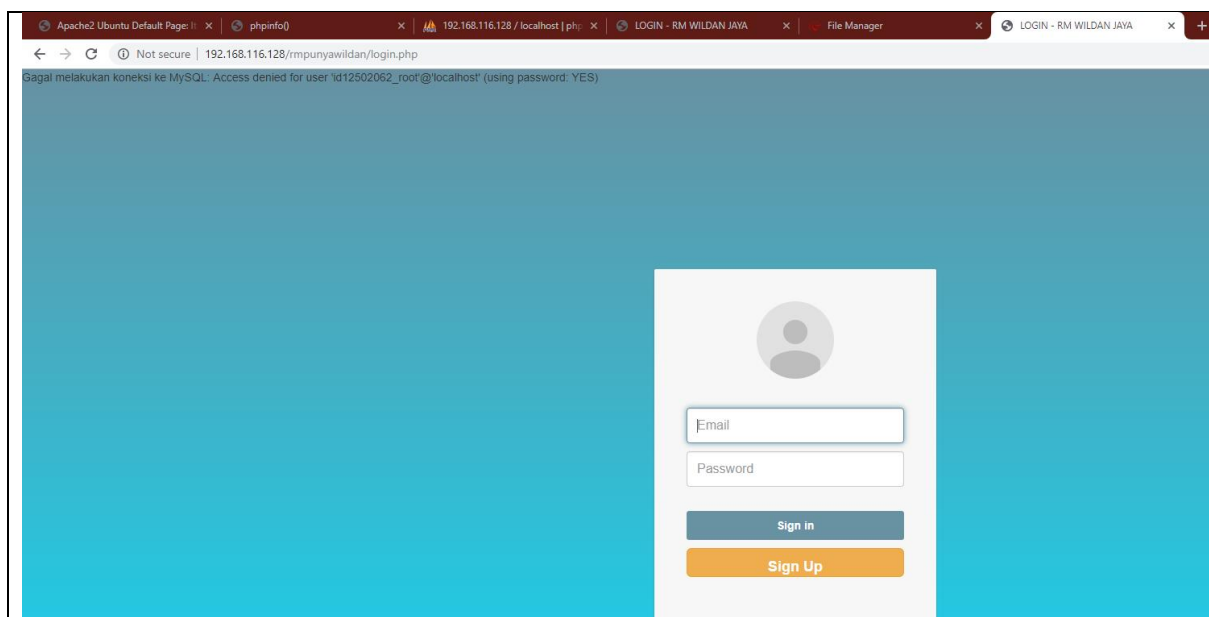 Apache2 Ubuntu Default Page: It
phpinfo()
192.168.116.128 / localhost | php
LOGIN - RM WILDAN JAYA
File Manager
LOGIN - RM WILDAN JAYA
Not secure | 192.168.116.128/rmpunyawildan/login.php
Gagal melakukan koneksi ke MySQL: Access denied for user 'id12502062_root'@'localhost' (using password: YES)
Email
Password
Sign in
Sign Up